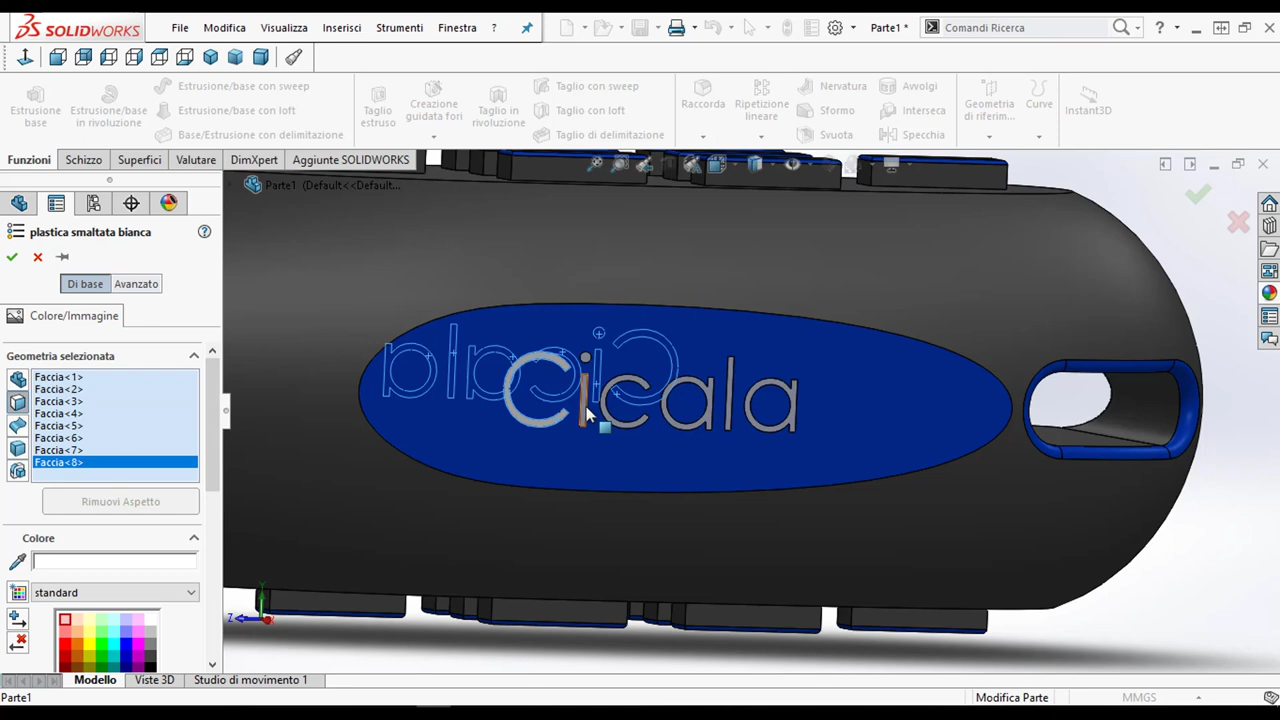 SOLIDWORKS
File Modifica Visualizza Inserisci Strumenti Finestra ? Parte1 * Comandi Ricerca ?
Estrusione base
Estrusione/base in rivoluzione
Estrusione/base con sweep
Estrusione/base con loft
Base/Estrusione con delimitazione
Taglio estruso
Creazione guidata fori
Taglio in rivoluzione
Taglio con sweep
Taglio con loft
Taglio di delimitazione
Raccorda
Ripetizione lineare
Nervatura
Sformo
Svuota
Avvolgi
Interseca
Specchia
Geometria di riferim...
Curve
Instant3D
Funzioni Schizzo Superfici Valutare DimXpert Aggiunte SOLIDWORKS
Parte1 (Default<<Default...
plastica smaltata bianca
Di base Avanzato
Colore/Immagine
Geometria selezionata
Faccia<1>
Faccia<2>
Faccia<3>
Faccia<4>
Faccia<5>
Faccia<6>
Faccia<7>
Faccia<8>
Rimuovi Aspetto
Colore
standard
Cicala
Cicala
Y
Z
Modello Viste 3D Studio di movimento 1
Parte1 Modifica Parte MMGS